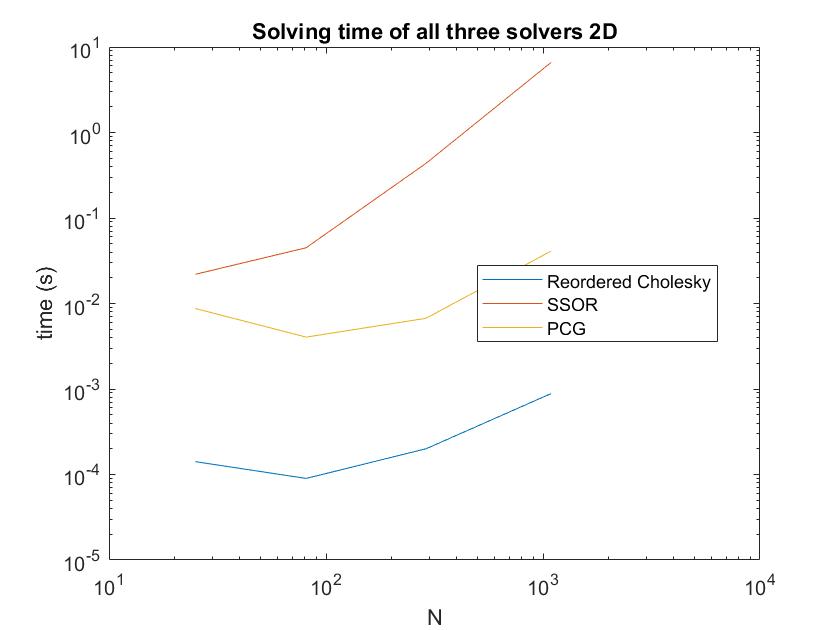 Solving time of all three solvers 2D
10^1
10^0
10^-1
10^-2
10^-3
10^-4
10^-5
time (s)
Reordered Cholesky
SSOR
PCG
10^1 10^2 10^3 10^4
N